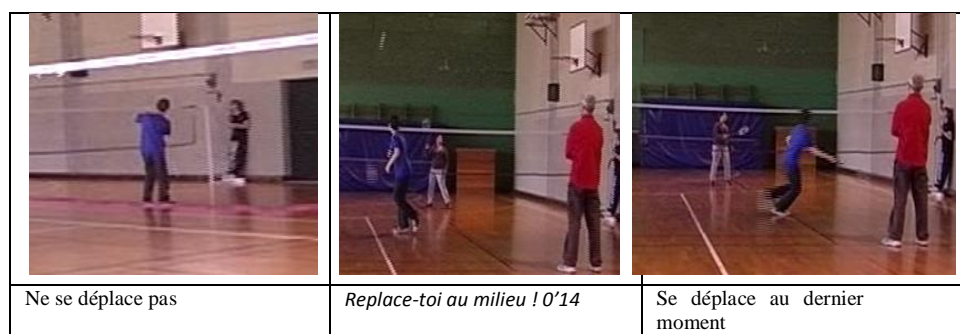 Ne se déplace pas
Replace-toi au milieu ! 0'14
Se déplace au dernier
moment